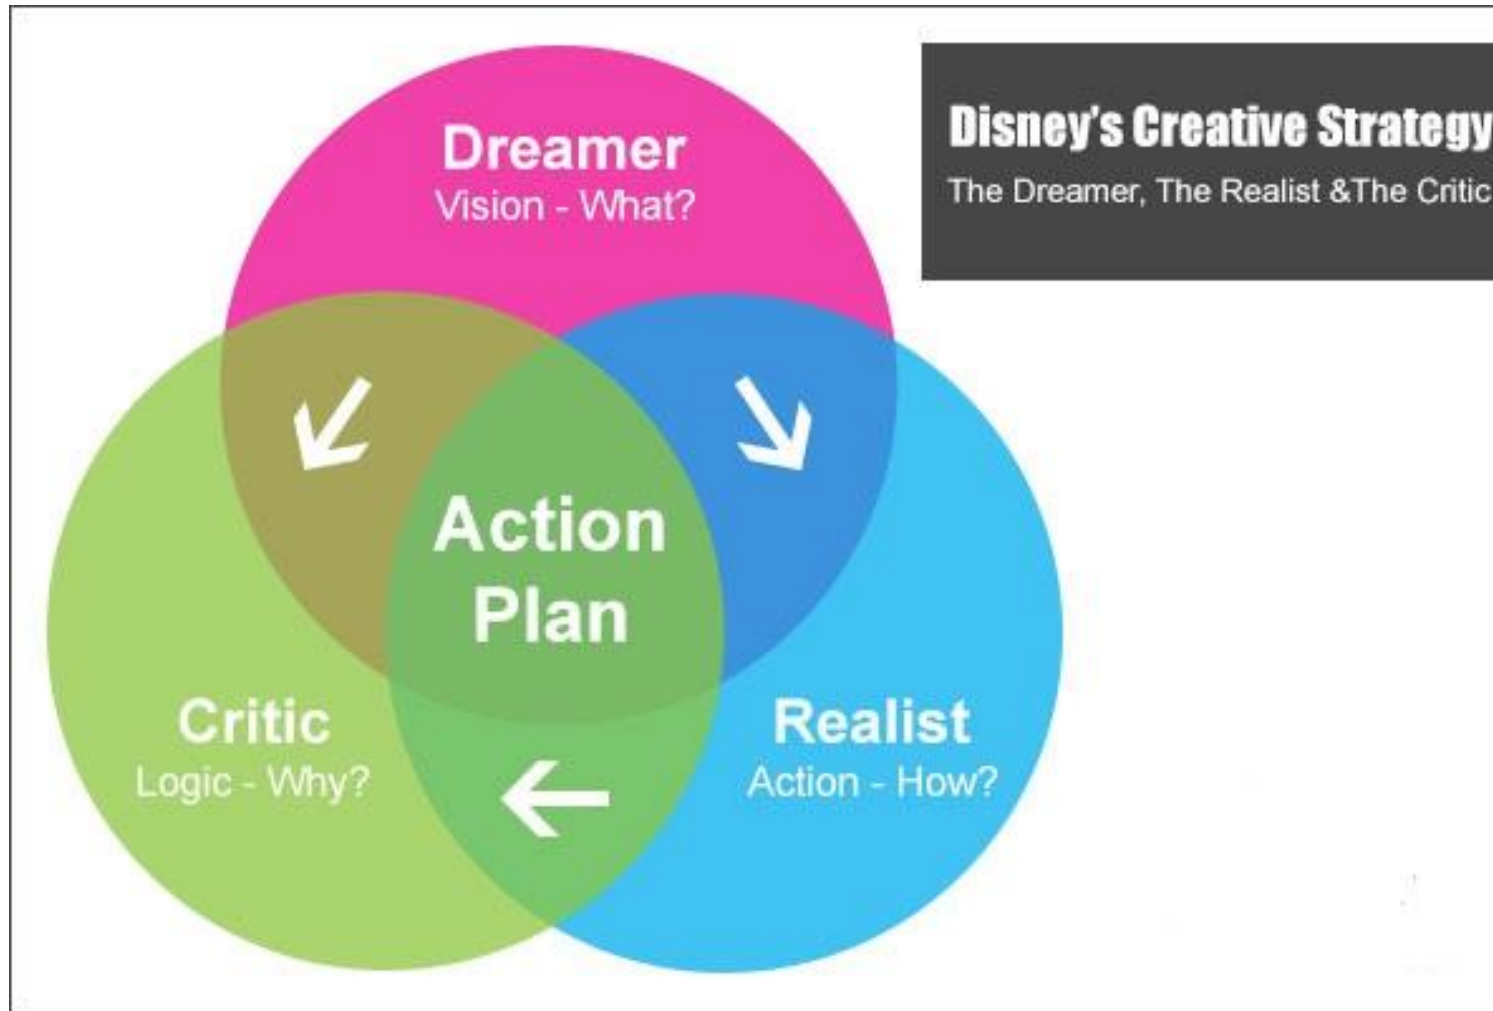 Disney's Creative Strategy
The Dreamer, The Realist &The Critic
Dreamer
Vision - What?
Action
Plan
Critic
Logic - Why?
Realist
Action - How?